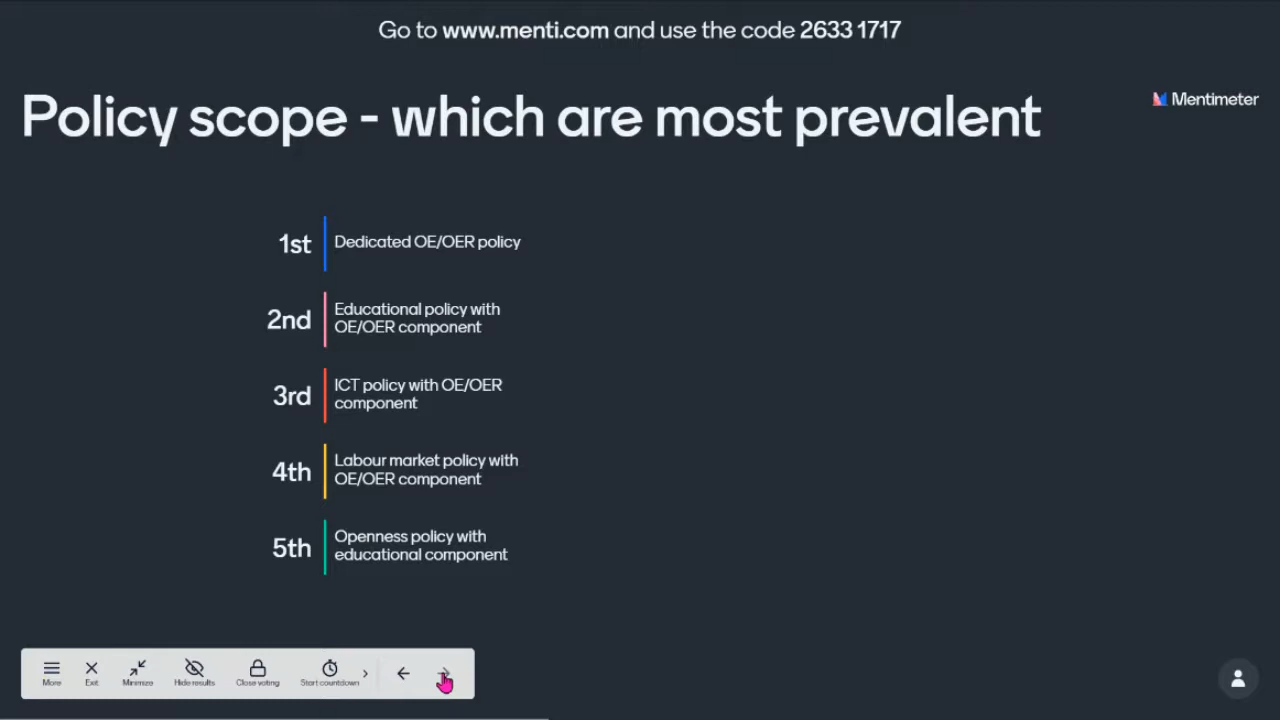 Go to www.menti.com and use the code 2633 1717
Policy scope - which are most prevalent
Mentimeter
1st
Dedicated OE/OER policy
2nd
Educational policy with
OE/OER component
3rd
ICT policy with OE/OER
component
4th
Labour market policy with
OE/OER component
5th
Openness policy with
educational component
More
Exit
Minimize
Hide results
Close voting
Start countdown